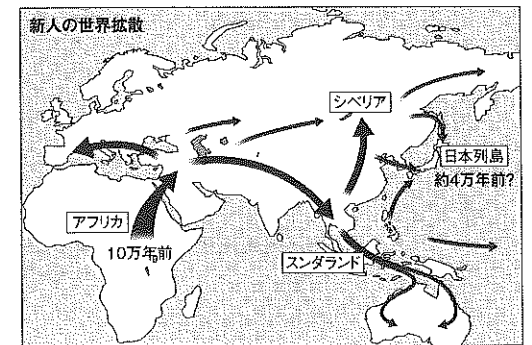 新人の世界拡散
シベリア
日本列島
約4万年前?
アフリカ
10万年前
スンダランド